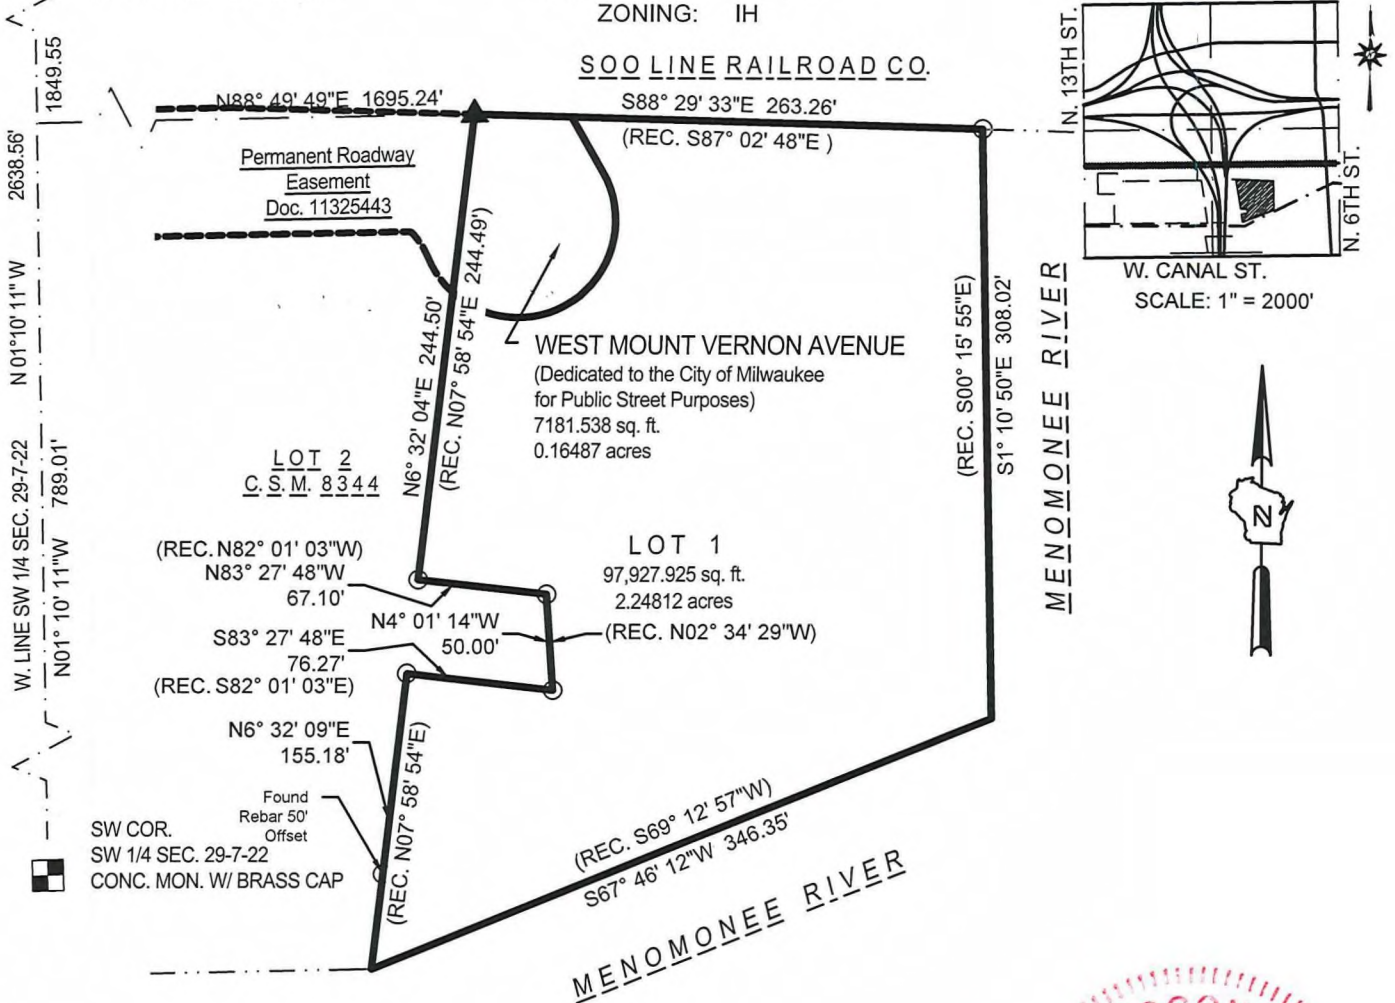 ZONING: IH
SOO LINE RAILROAD CO.
N88° 49' 49"E 1695.24'
S88° 29' 33"E 263.26'
(REC. S87° 02' 48"E )
1849.55
2638.56'
N 01°10' 11" W
W. LINE SW 1/4 SEC. 29-7-22
N01° 10' 11"W 789.01'
Permanent Roadway
Easement
Doc. 11325443
N. 13TH ST.
N. 6TH ST.
W. CANAL ST.
SCALE: 1" = 2000'
N6° 32' 04"E 244.50'
(REC. N07° 58' 54"E 244.49')
WEST MOUNT VERNON AVENUE
(Dedicated to the City of Milwaukee
for Public Street Purposes)
7181.538 sq. ft.
0.16487 acres
(REC. S00° 15' 55"E)
S1° 10' 50"E 308.02'
MENOMONEE RIVER
N
LOT 2
C. S. M. 8344
LOT 1
97,927.925 sq. ft.
2.24812 acres
(REC. N82° 01' 03"W)
N83° 27' 48"W
67.10'
N4° 01' 14"W
50.00'
(REC. N02° 34' 29"W)
S83° 27' 48"E
76.27'
(REC. S82° 01' 03"E)
N6° 32' 09"E
155.18'
(REC. N07° 58' 54"E)
Found
Rebar 50'
Offset
SW COR.
SW 1/4 SEC. 29-7-22
CONC. MON. W/ BRASS CAP
(REC. S69° 12' 57"W)
S67° 46' 12"W 346.35'
MENOMONEE RIVER